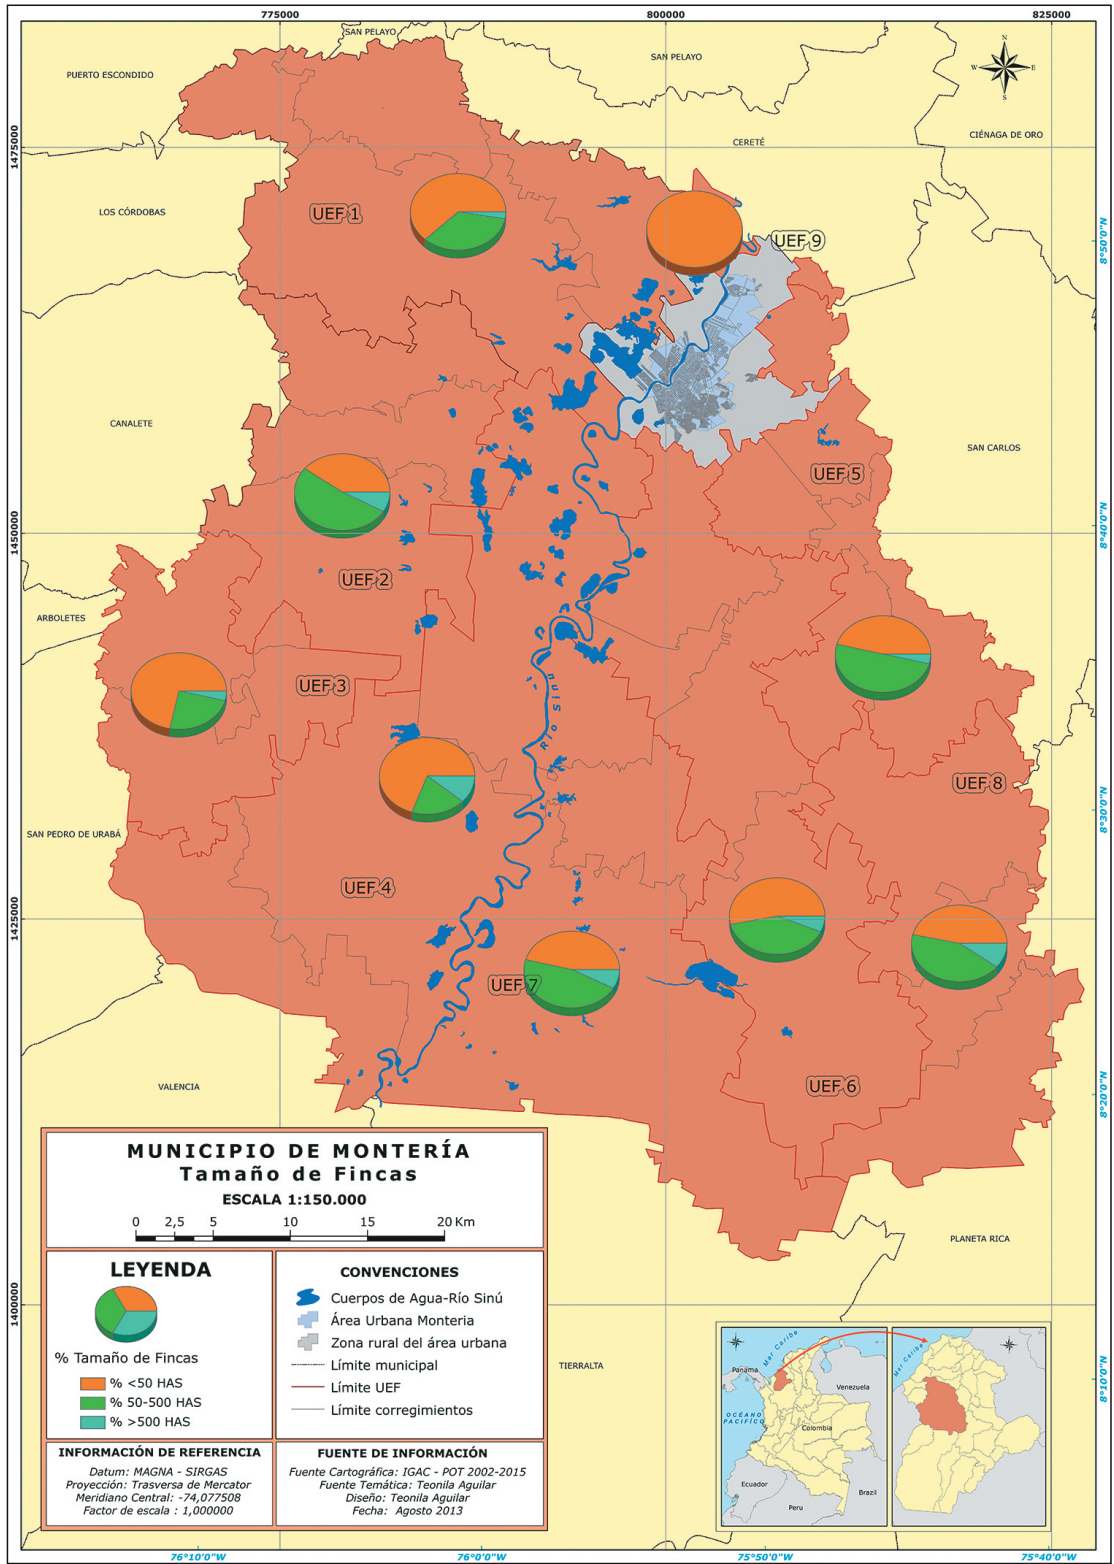 775000
800000
825000
SAN PELAYO
SAN PELAYO
PUERTO ESCONDIDO
N
W
E
S
CIÉNAGA DE ORO
CERETÉ
1475000
LOS CÓRDOBAS
UEF 1
UEF 9
8°50'0"N
CANALETE
SAN CARLOS
UEF 5
1450000
8°40'0"N
UEF 2
ARBOLETES
UEF 3
Río Sinú
UEF 8
8°30'0"N
SAN PEDRO DE URABÁ
UEF 4
1425000
UEF 7
UEF 6
8°20'0"N
VALENCIA
MUNICIPIO DE MONTERÍA
Tamaño de Fincas
ESCALA 1:150.000
0 2,5 5 10 15 20 Km
PLANETA RICA
1400000
TIERRALTA
8°10'0"N
LEYENDA
% Tamaño de Fincas
% <50 HAS
% 50-500 HAS
% >500 HAS
CONVENCIONES
Cuerpos de Agua-Río Sinú
Área Urbana Monteria
Zona rural del área urbana
Límite municipal
Límite UEF
Límite corregimientos
INFORMACIÓN DE REFERENCIA
Datum: MAGNA - SIRGAS
Proyección: Trasversa de Mercator
Meridiano Central: -74,077508
Factor de escala : 1,000000
FUENTE DE INFORMACIÓN
Fuente Cartográfica: IGAC - POT 2002-2015
Fuente Temática: Teonila Aguilar
Diseño: Teonila Aguilar
Fecha: Agosto 2013
Mar Caribe
Panama
Venezuela
OCÉANO
PACIFÍCO
Colombia
Ecuador
Brazil
Peru
Mar Caribe
76°10'0"W
76°0'0"W
75°50'0"W
75°40'0"W